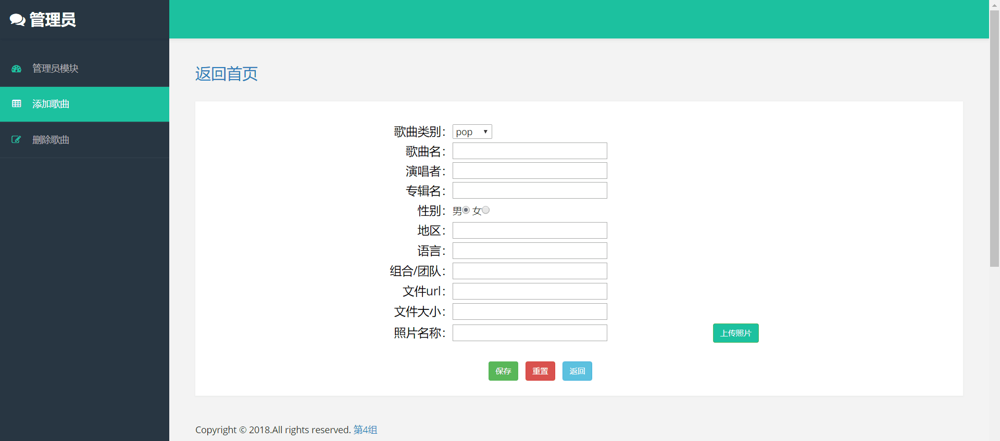 管理员
管理员模块
添加歌曲
删除歌曲
返回首页
歌曲类别： pop
歌曲名：
演唱者：
专辑名：
性别： 男 女
地区：
语言：
组合/团队：
文件url：
文件大小：
照片名称： 上传照片
保存 重置 返回
Copyright © 2018.All rights reserved. 第4组